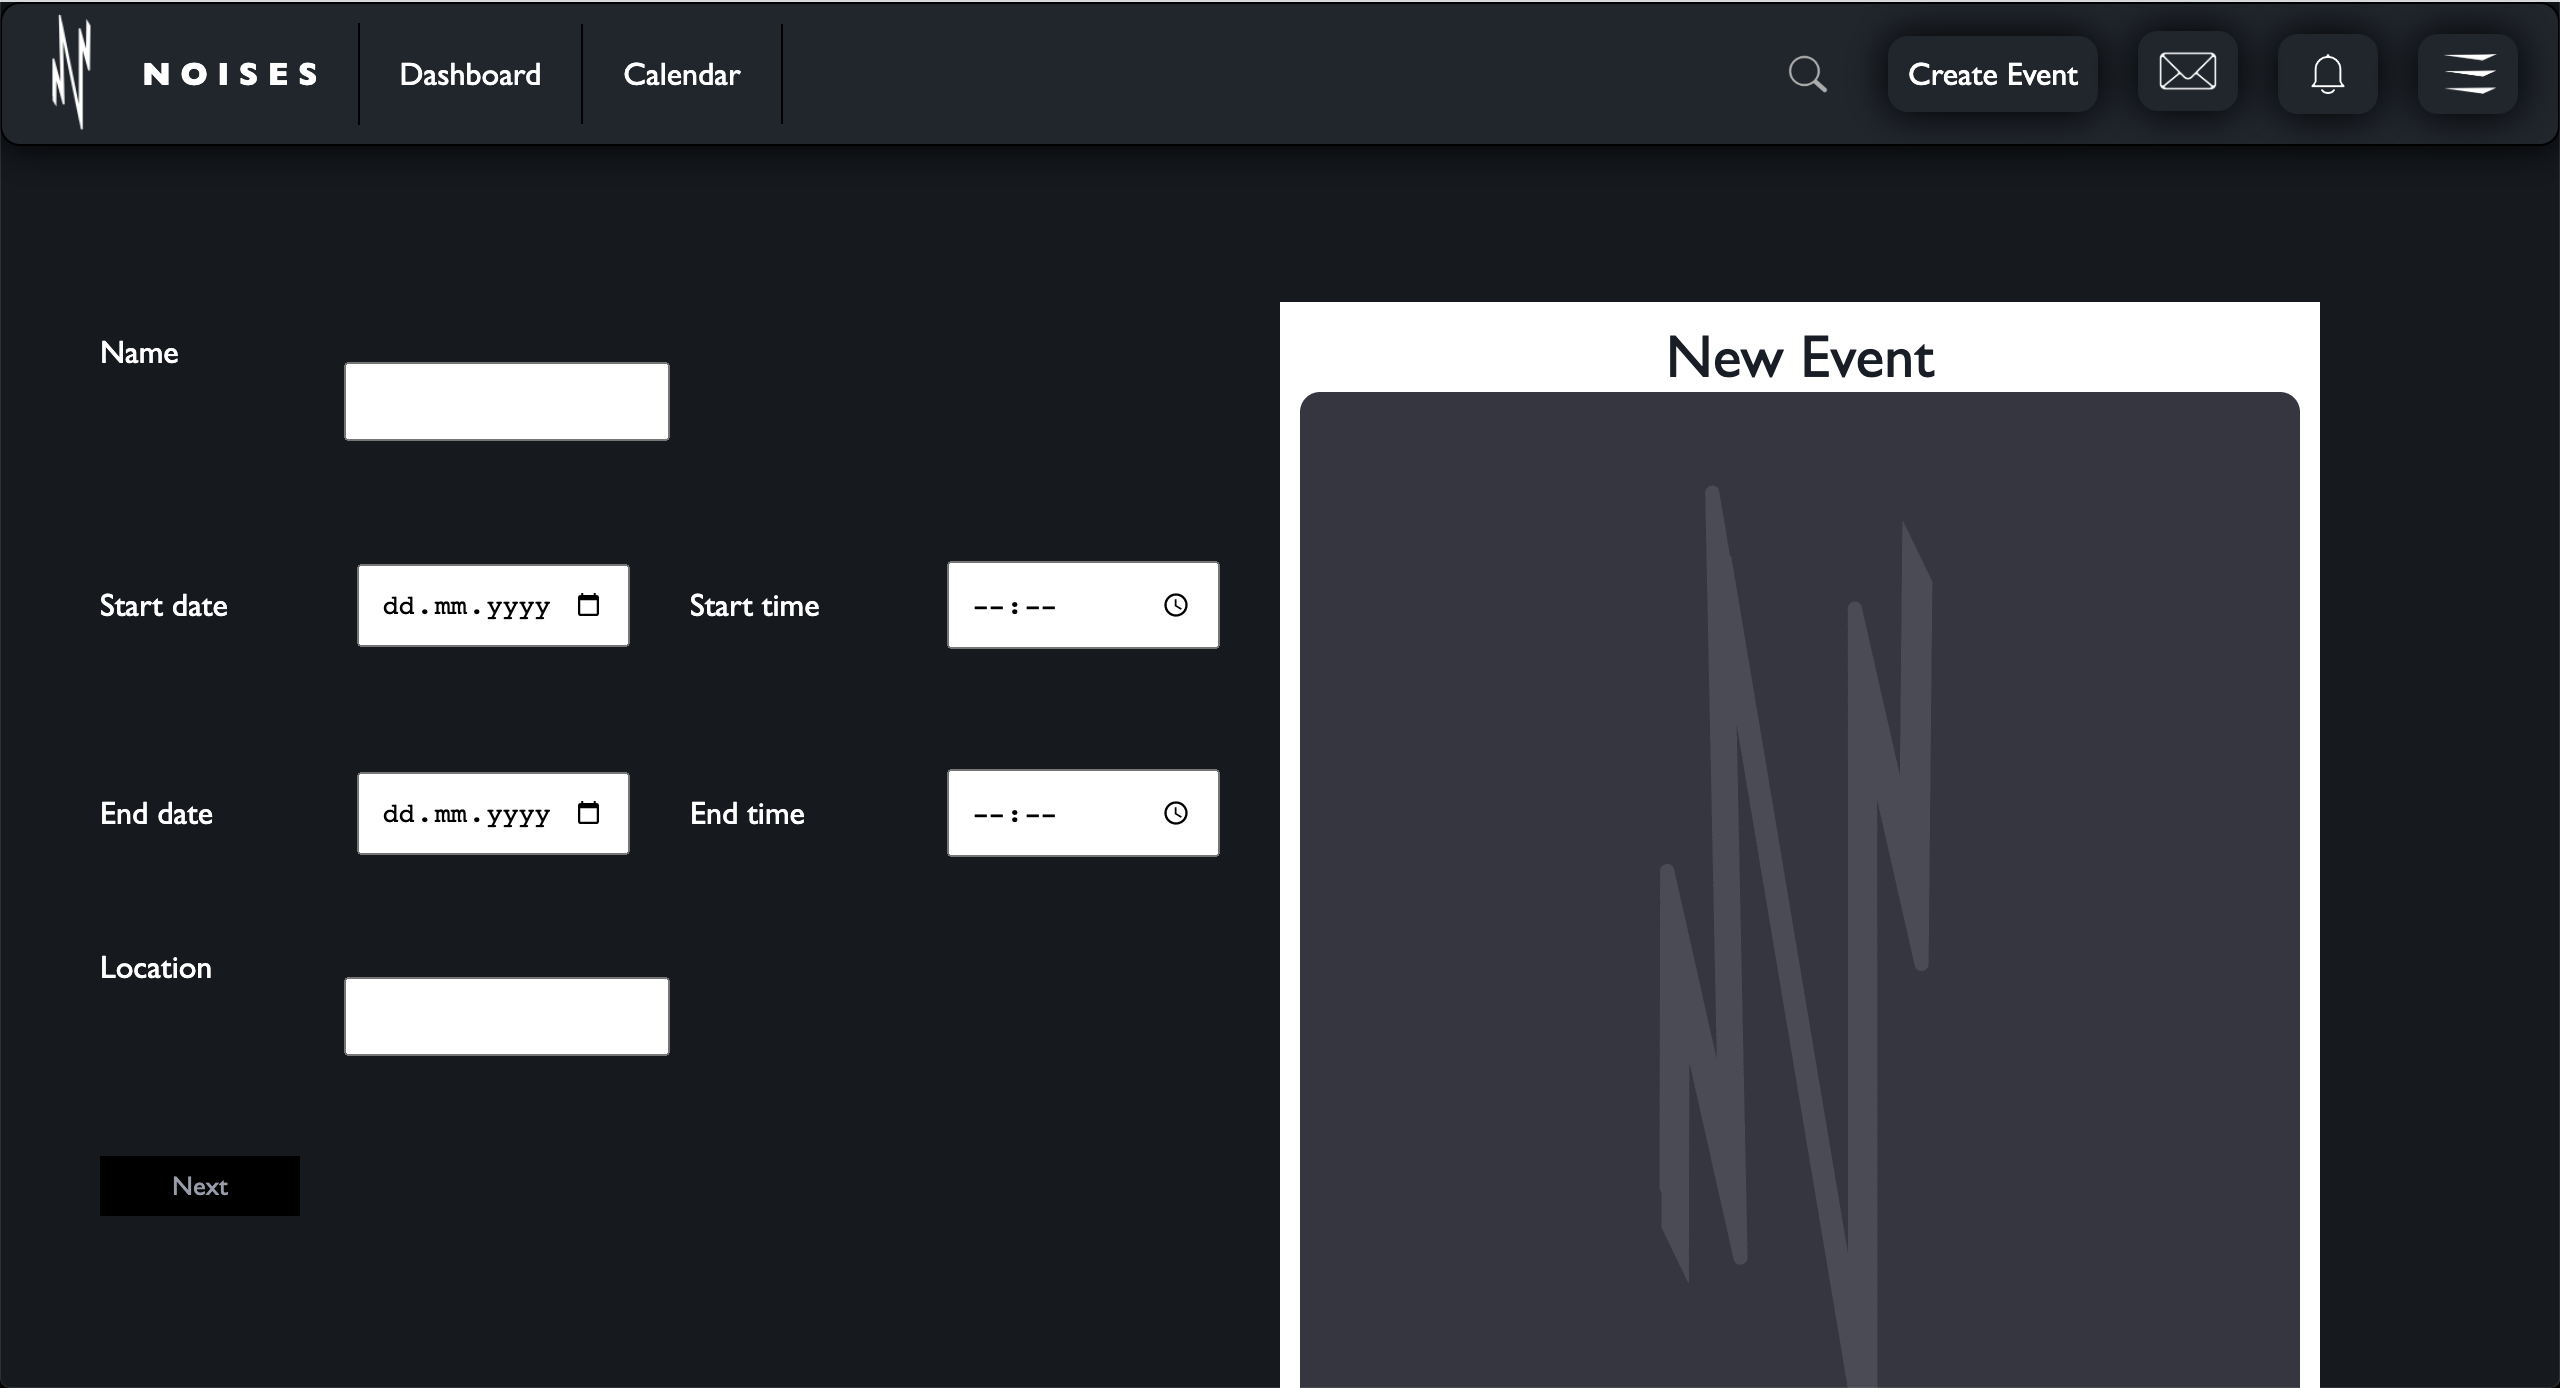 NOISES Dashboard Calendar Create Event
New Event
Name
Start date dd.mm.yyyy Start time --:--
End date dd.mm.yyyy End time --:--
Location
Next